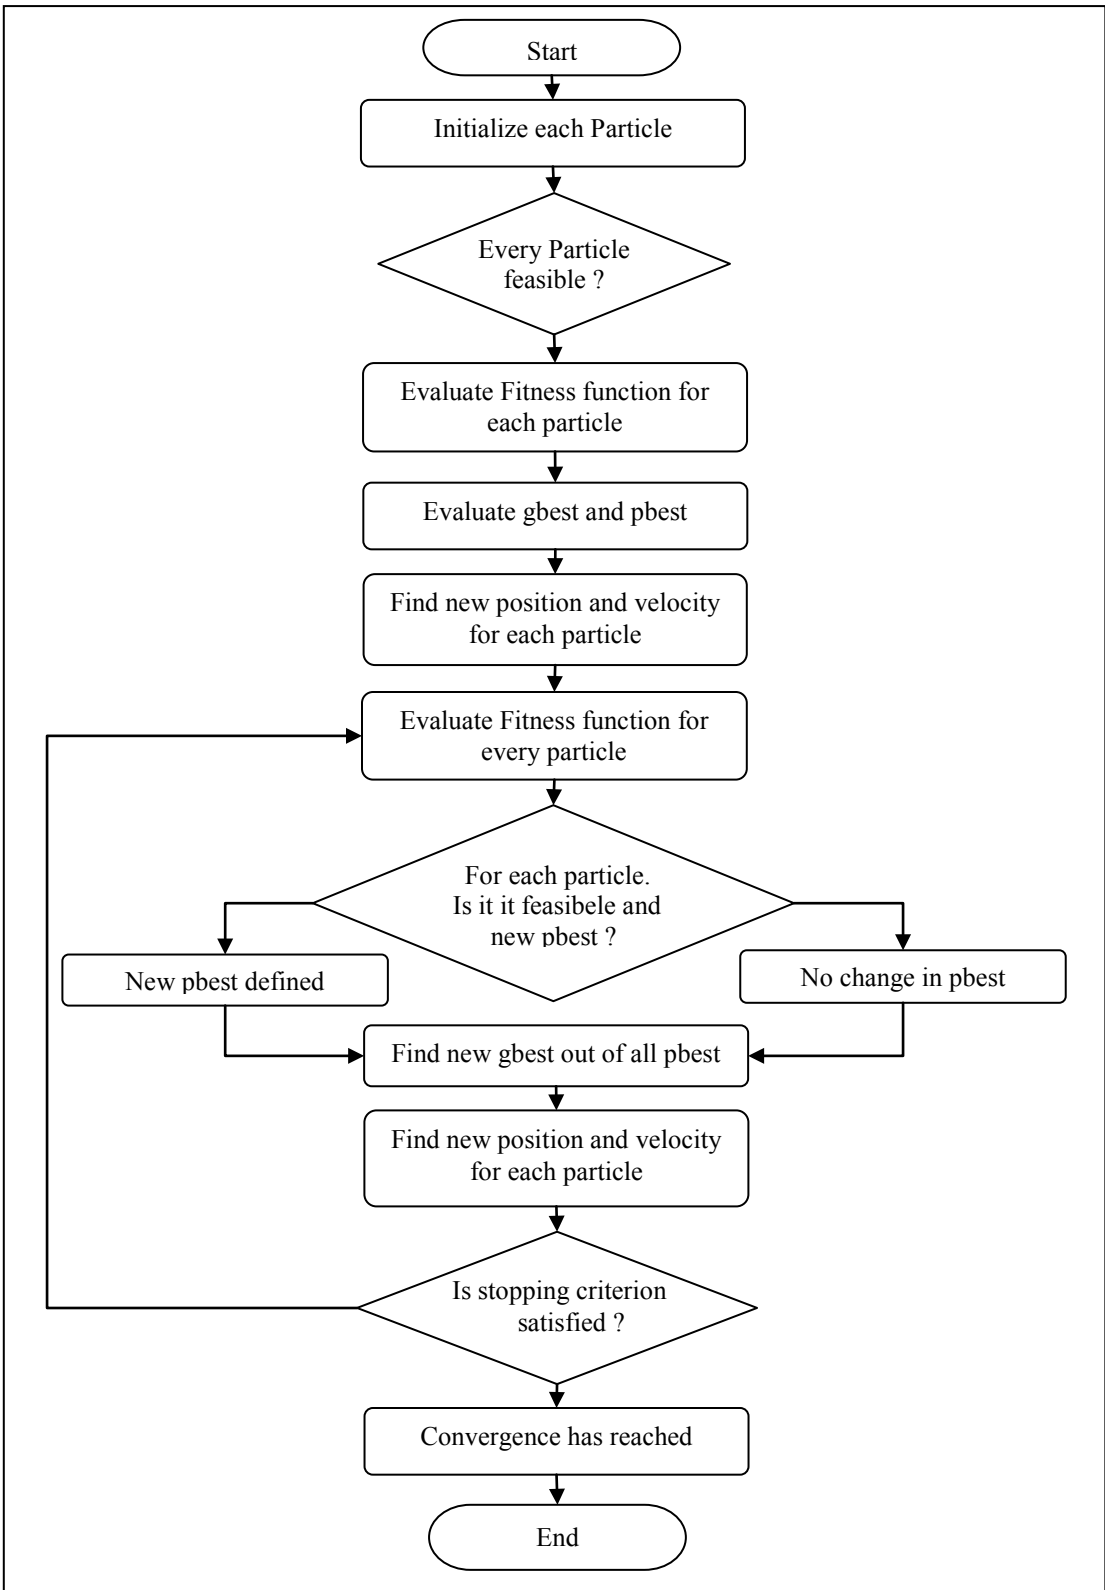 Start
Initialize each Particle
Every Particle
feasible ?
Evaluate Fitness function for
each particle
Evaluate gbest and pbest
Find new position and velocity
for each particle
Evaluate Fitness function for
every particle
For each particle.
Is it it feasibele and
new pbest ?
New pbest defined
No change in pbest
Find new gbest out of all pbest
Find new position and velocity
for each particle
Is stopping criterion
satisfied ?
Convergence has reached
End